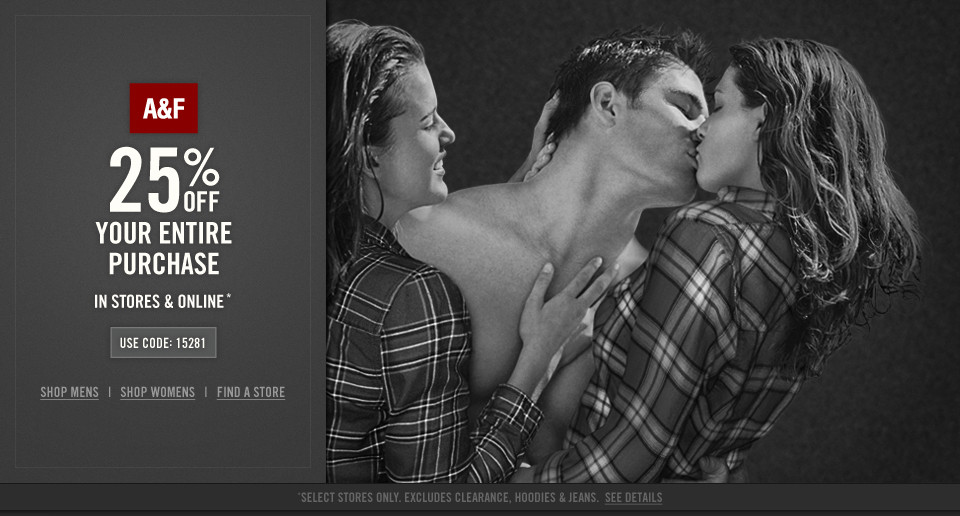 A&F
25% OFF
YOUR ENTIRE
PURCHASE
IN STORES & ONLINE*
USE CODE: 15281
SHOP MENS | SHOP WOMENS | FIND A STORE
*SELECT STORES ONLY. EXCLUDES CLEARANCE, HOODIES & JEANS. SEE DETAILS